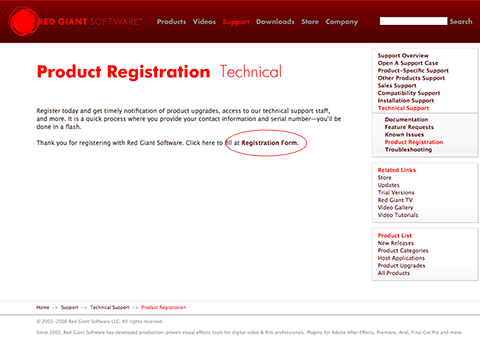 RED GIANT SOFTWARE™
Products Videos Support Downloads Store Company Search
Product Registration Technical
Register today and get timely notification of product upgrades, access to our technical support staff,
and more. It is a quick process where you provide your contact information and serial number—you'll be
done in a flash.
Thank you for registering with Red Giant Software. Click here to fill at Registration Form.
Support Overview
Open A Support Case
Product-Specific Support
Other Products Support
Sales Support
Compatibility Support
Installation Support
Technical Support
Documentation
Feature Requests
Known Issues
Product Registration
Troubleshooting
Related Links
Store
Updates
Trial Versions
Red Giant TV
Video Gallery
Video Tutorials
Product List
New Releases
Product Categories
Host Applications
Product Upgrades
All Products
Home -> Support -> Technical Support -> Product Registration
© 2002-2008 Red Giant Software LLC. All rights reserved.
Since 2002, Red Giant Software has developed production-proven visual effects tools for digital video & film professionals. Plugins for Adobe After Effects, Premiere, Avid, Final Cut Pro and more.